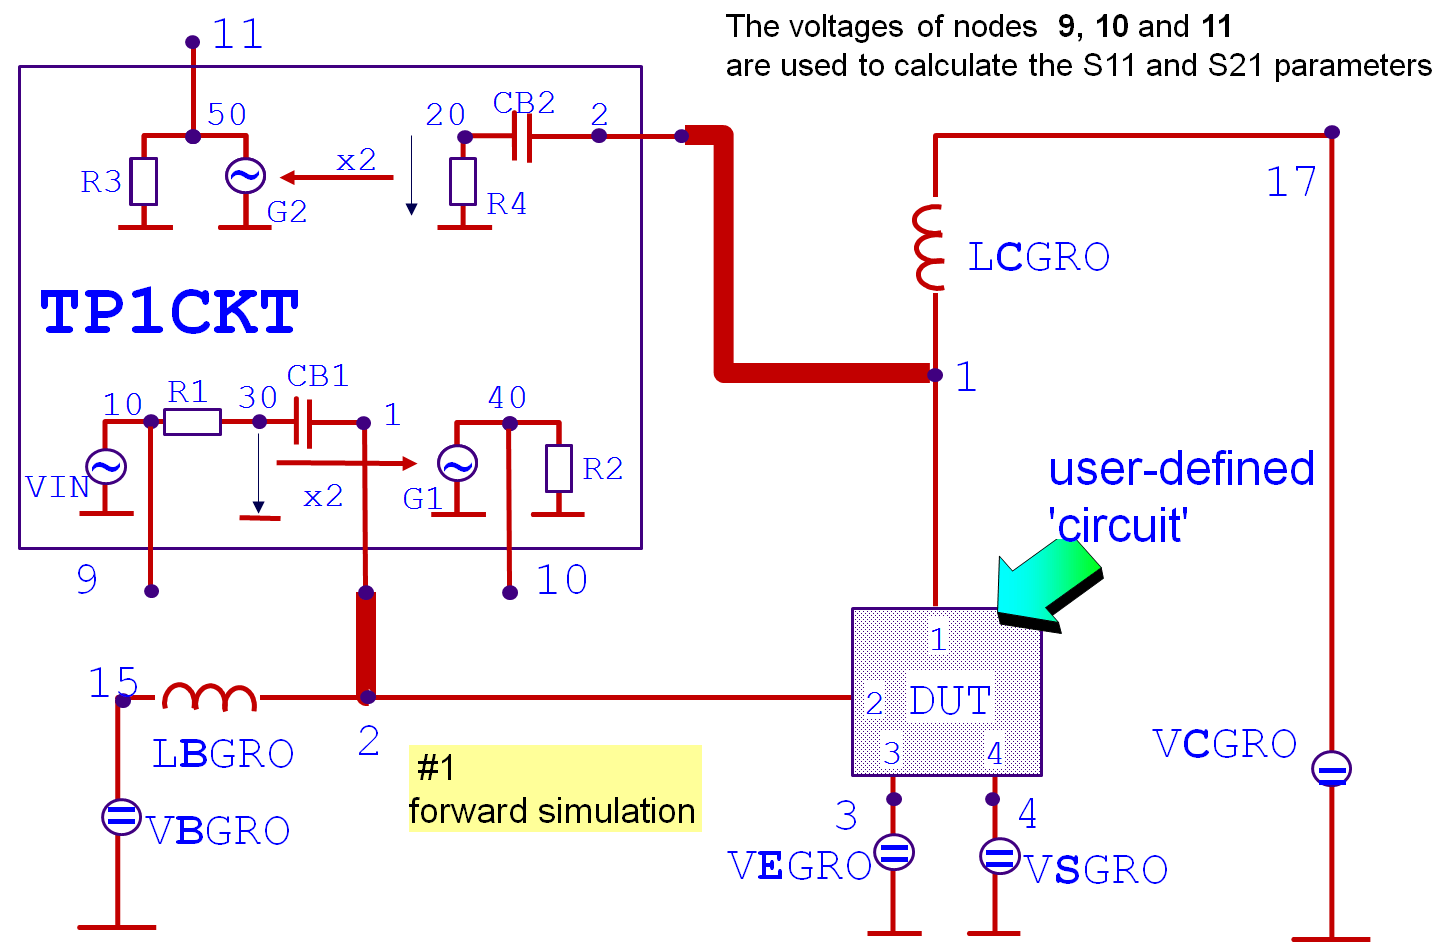 The voltages of nodes 9, 10 and 11
are used to calculate the S11 and S21 parameters
11
50
20
CB2
2
R3
x2
G2
R4
17
LCGRO
TP1CKT
1
10
R1
30
CB1
1
40
VIN
x2
G1
R2
user-defined
'circuit'
9
10
1
15
2
DUT
3
4
2
LBGRO
VBGRO
#1
forward simulation
VCGRO
3
4
VEGRO
VSGRO